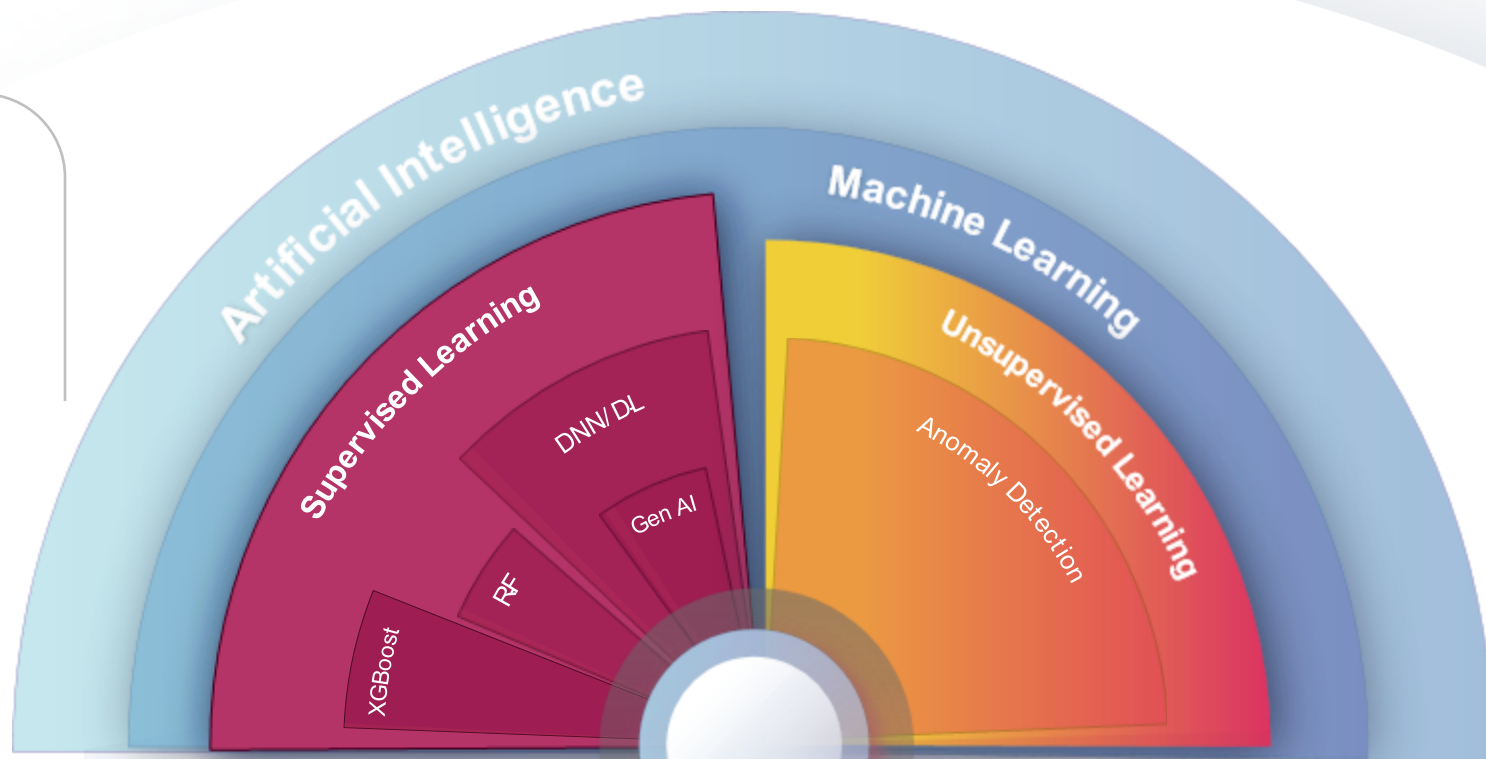 Artificial Intelligence
Machine Learning
Supervised Learning
DNN/DL
Gen AI
RF
XGBoost
Unsupervised Learning
Anomaly Detection